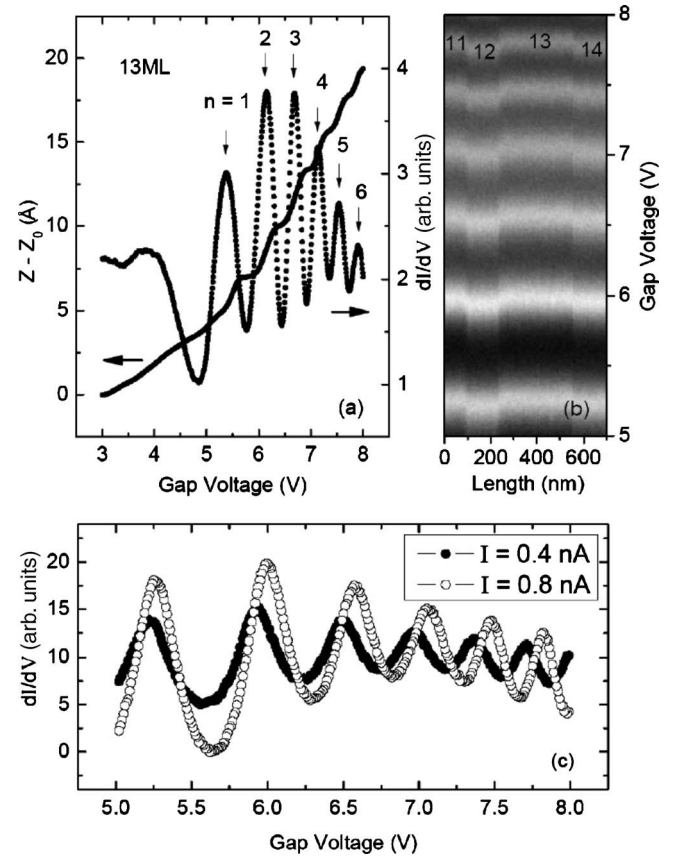 13ML
n = 1
2
3
4
5
6
20
15
10
5
0
Z - Z0 (Å)
4
3
2
1
dI/dV (arb. units)
(a)
3 4 5 6 7 8
Gap Voltage (V)
11 12 13 14
8
7
6
5
Gap Voltage (V)
(b)
0 200 400 600
Length (nm)
I = 0.4 nA
I = 0.8 nA
20
15
10
5
0
dI/dV (arb. units)
(c)
5.0 5.5 6.0 6.5 7.0 7.5 8.0
Gap Voltage (V)